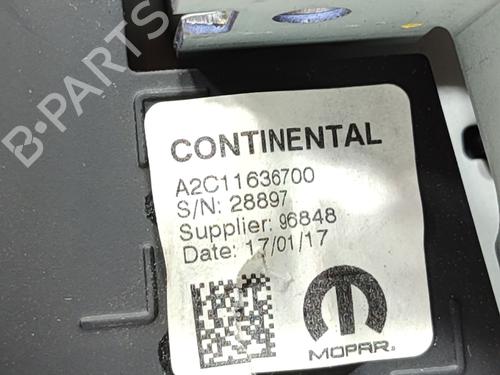 B-PARTS
CONTINENTAL
A2C11636700
S/N: 28897
Supplier: 96848
Date: 17/01/17
MOPAR®